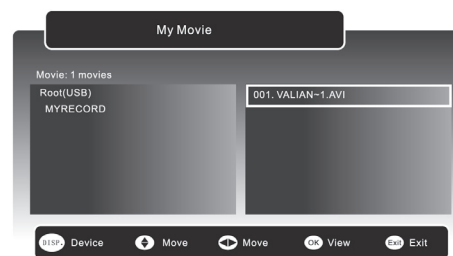 My Movie
Movie: 1 movies
Root(USB)
MYRECORD
001. VALIAN~1.AVI
DISP. Device Move Move OK View Exit Exit